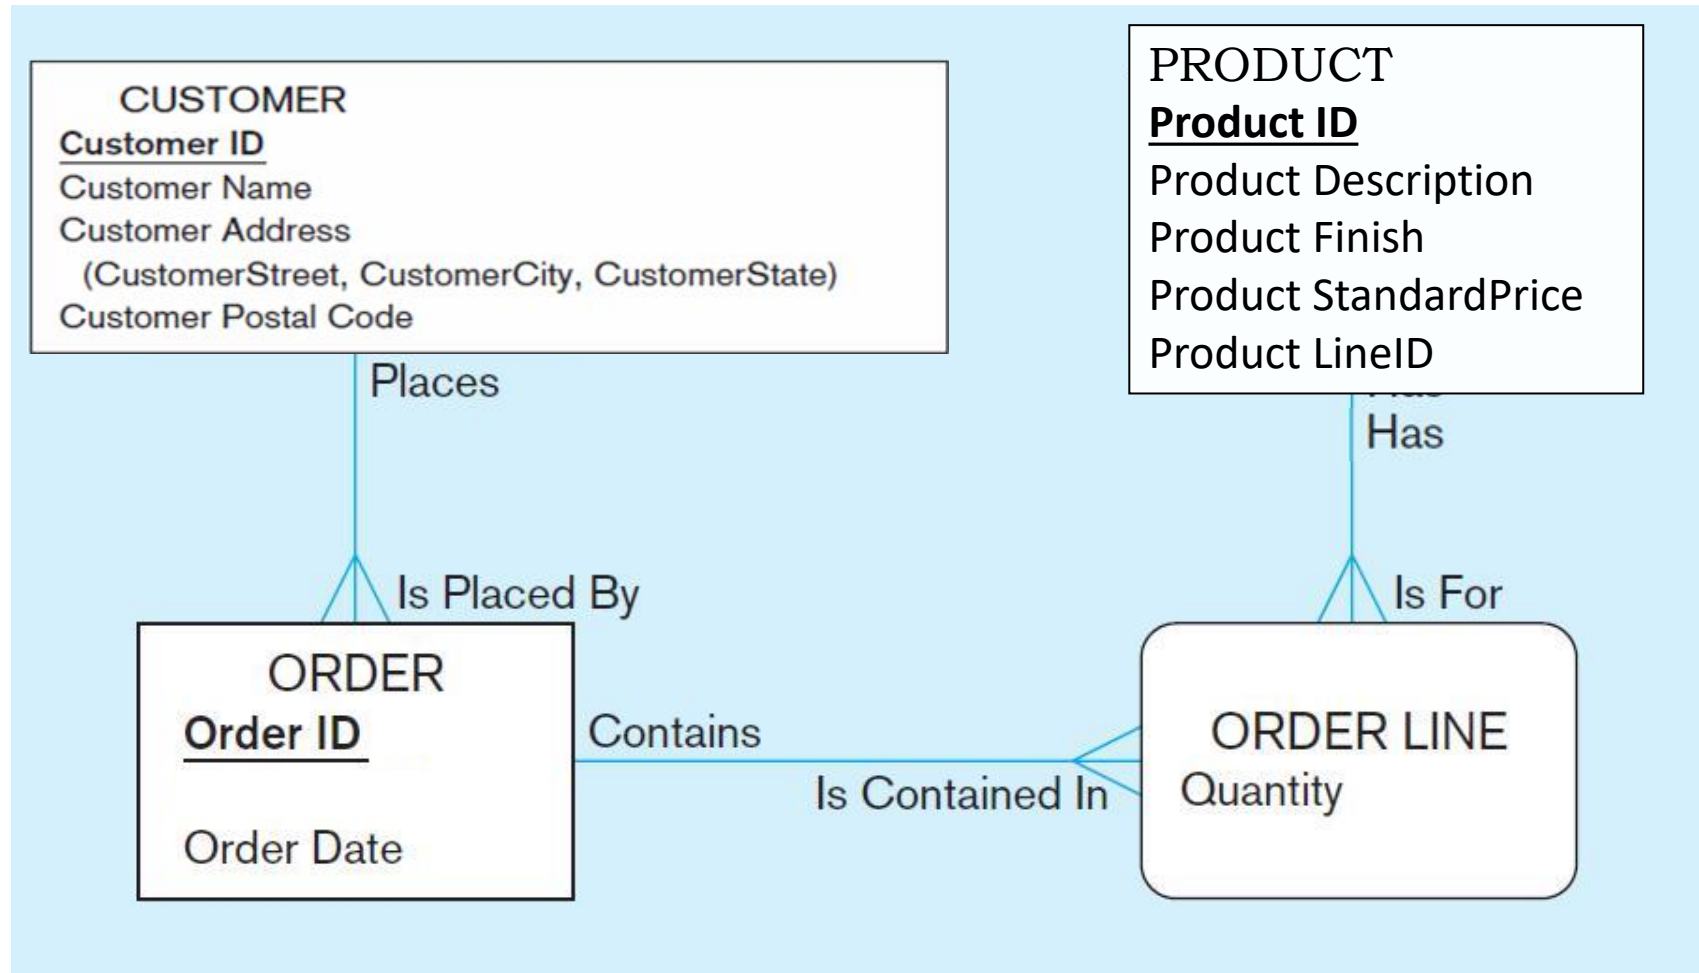 CUSTOMER
Customer ID
Customer Name
Customer Address
(CustomerStreet, CustomerCity, CustomerState)
Customer Postal Code
PRODUCT
Product ID
Product Description
Product Finish
Product StandardPrice
Product LineID
Places
Has
Is Placed By
Is For
ORDER
Order ID
Order Date
Contains
Is Contained In
ORDER LINE
Quantity